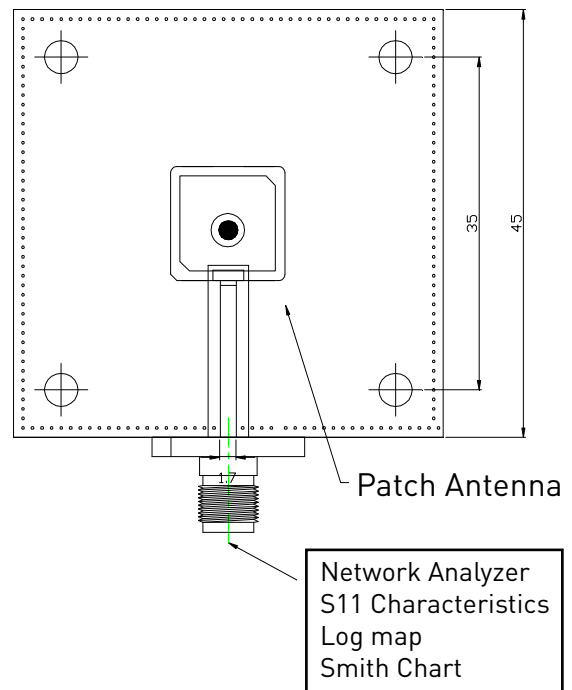 35
45
1.7
Patch Antenna
Network Analyzer
S11 Characteristics
Log map
Smith Chart